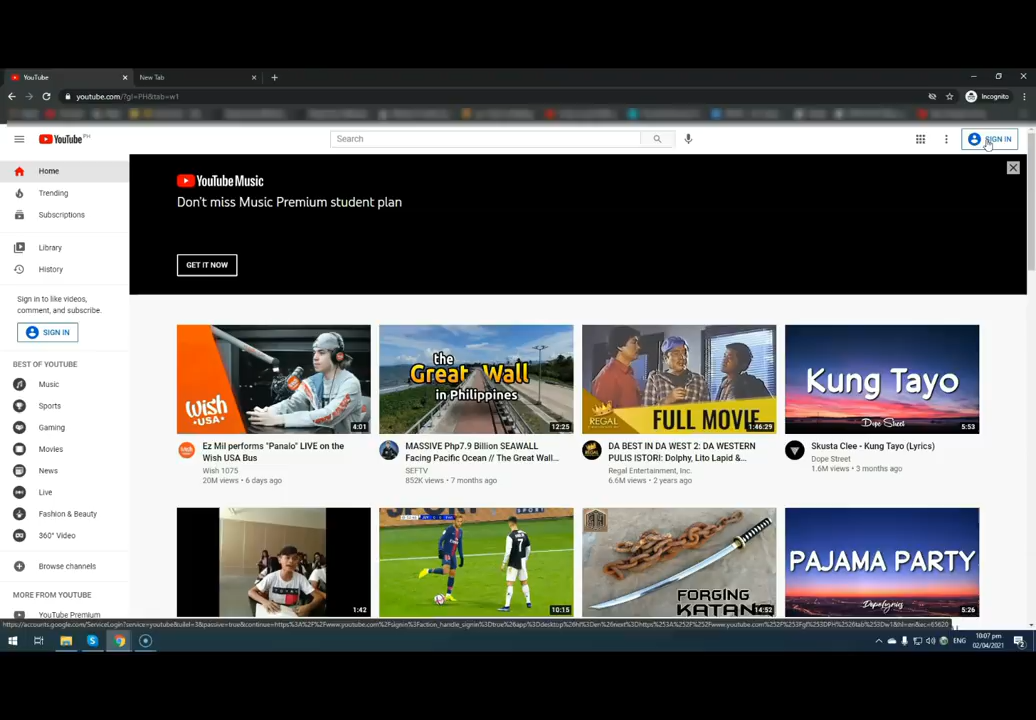 YouTube
New Tab
youtube.com/?gl=PH&tab=w1
Incognito
YouTube PH
Search
SIGN IN
Home
Trending
Subscriptions
Library
History
Sign in to like videos,
comment, and subscribe.
SIGN IN
BEST OF YOUTUBE
Music
Sports
Gaming
Movies
News
Live
Fashion & Beauty
360° Video
Browse channels
MORE FROM YOUTUBE
YouTube Premium
YouTube Music
Don't miss Music Premium student plan
GET IT NOW
Wish
USA
4:01
Ez Mil performs "Panalo" LIVE on the
Wish USA Bus
Wish 1075
20M views • 6 days ago
the
Great Wall
in Philippines
12:25
MASSIVE Php7.9 Billion SEAWALL
Facing Pacific Ocean // The Great Wall...
SEFTV
852K views • 7 months ago
REGAL
FULL MOVIE
1:46:29
DA BEST IN DA WEST 2: DA WESTERN
PULIS ISTORI: Dolphy, Lito Lapid &...
Regal Entertainment, Inc.
6.6M views • 2 years ago
Kung Tayo
Dope Street
5:53
Skusta Clee - Kung Tayo (Lyrics)
Dope Street
1.6M views • 3 months ago
1:42
10:15
FORGING
KATANA
14:52
PAJAMA PARTY
5:26
ENG
10:07 pm
02/04/2021